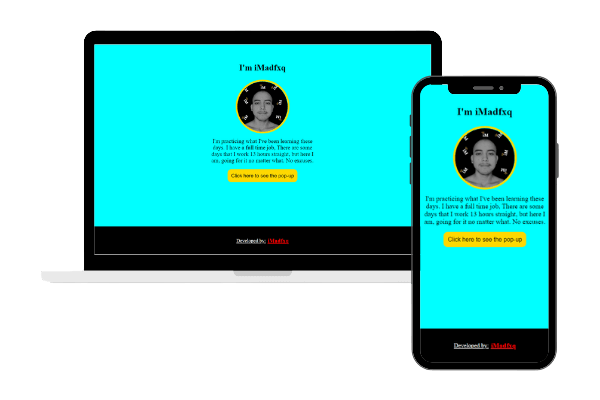 I'm iMadfxq
I'm practicing what I've been learning these
days. I have a full time job. There are some
days that I work 13 hours straight, but here I
am, going for it no matter what. No excuses.
Click here to see the pop-up
Developed by: iMadfxq
I'm iMadfxq
I'm practicing what I've been learning these
days. I have a full time job. There are some
days that I work 13 hours straight, but here I
am, going for it no matter what. No excuses.
Click here to see the pop-up
Developed by: iMadfxq